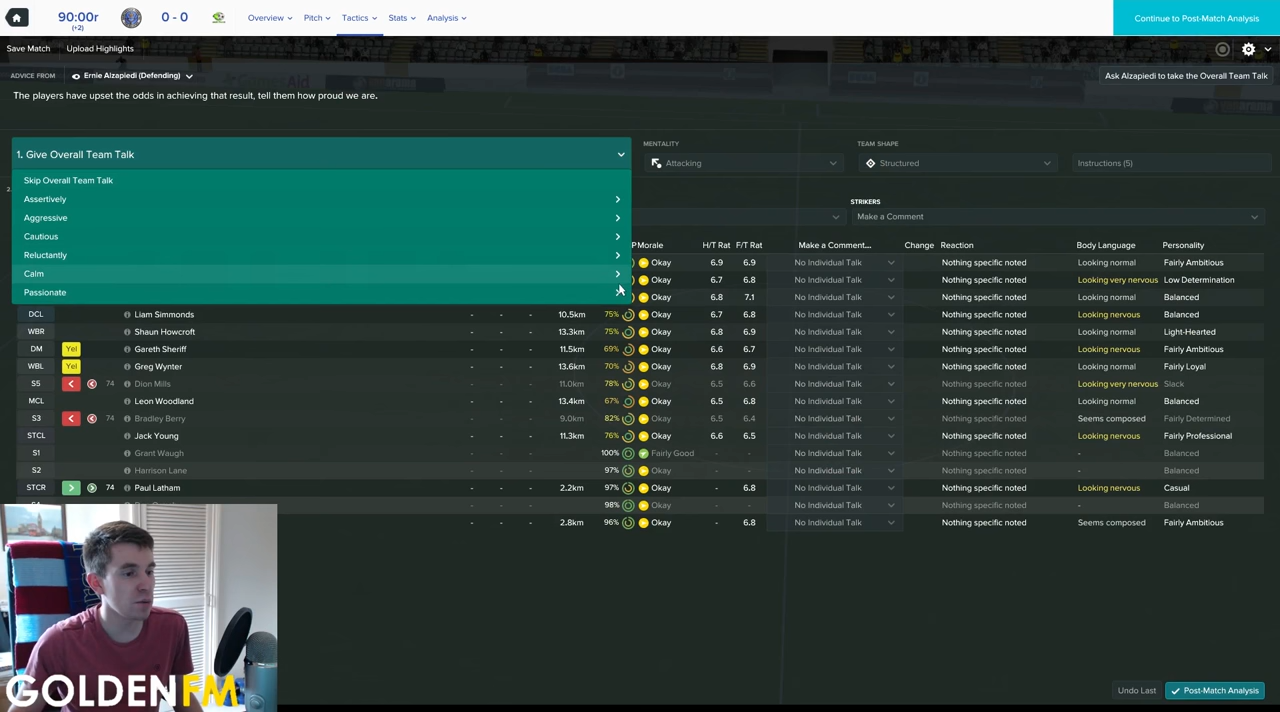 90:00r
(+2)
0 - 0
Overview
Pitch
Tactics
Stats
Analysis
Continue to Post-Match Analysis
Save Match
Upload Highlights
ADVICE FROM
Ernie Alzapiedi (Defending)
Ask Alzapiedi to take the Overall Team Talk
The players have upset the odds in achieving that result, tell them how proud we are.
1. Give Overall Team Talk
MENTALITY
TEAM SHAPE
Attacking
Structured
Instructions (5)
Skip Overall Team Talk
Assertively
Aggressive
Cautious
Reluctantly
Calm
Passionate
2.
STRIKERS
Make a Comment
Morale H/T Rat F/T Rat Make a Comment... Change Reaction Body Language Personality
Okay 6.9 6.9 No Individual Talk Nothing specific noted Looking normal Fairly Ambitious
Okay 6.7 6.8 No Individual Talk Nothing specific noted Looking very nervous Low Determination
Okay 6.8 7.1 No Individual Talk Nothing specific noted Looking normal Balanced
DCL Liam Simmonds - - - 10.5km 75% Okay 6.7 6.8 No Individual Talk Nothing specific noted Looking nervous Balanced
WBR Shaun Howcroft - - - 13.3km 75% Okay 6.8 6.9 No Individual Talk Nothing specific noted Looking normal Light-Hearted
DM Yel Gareth Sheriff - - - 11.5km 69% Okay 6.6 6.7 No Individual Talk Nothing specific noted Looking nervous Fairly Ambitious
WBL Yel Greg Wynter - - - 13.6km 70% Okay 6.8 6.9 No Individual Talk Nothing specific noted Looking normal Fairly Loyal
S5 74 Dion Mills - - - 11.0km 78% Okay 6.5 6.6 No Individual Talk Nothing specific noted Looking very nervous Slack
MCL Leon Woodland - - - 13.4km 67% Okay 6.5 6.8 No Individual Talk Nothing specific noted Looking normal Balanced
S3 74 Bradley Berry - - - 9.0km 82% Okay 6.5 6.4 No Individual Talk Nothing specific noted Seems composed Fairly Determined
STCL Jack Young - - - 11.3km 76% Okay 6.6 6.5 No Individual Talk Nothing specific noted Looking nervous Fairly Professional
S1 Grant Waugh 100% Fairly Good - - No Individual Talk Nothing specific noted - Balanced
S2 Harrison Lane 97% Okay - - No Individual Talk Nothing specific noted - Balanced
STCR 74 Paul Latham - - - 2.2km 97% Okay - 6.8 No Individual Talk Nothing specific noted Looking nervous Casual
- - - 98% Okay - - No Individual Talk Nothing specific noted - Balanced
- - - 2.8km 96% Okay - 6.8 No Individual Talk Nothing specific noted Seems composed Fairly Ambitious
GOLDENFM
Undo Last
Post-Match Analysis